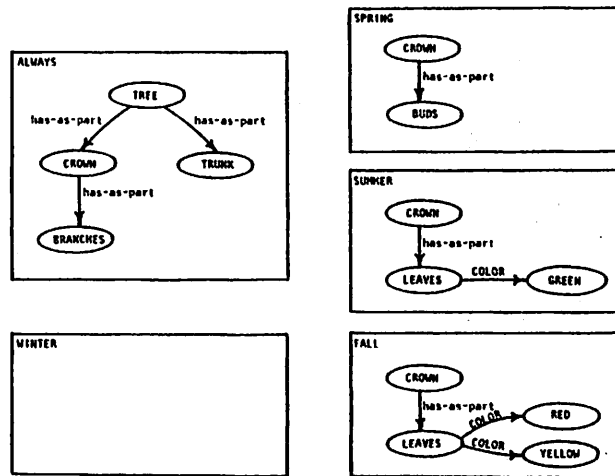 ALWAYS
TREE
has-as-part
has-as-part
CROWN
TRUNK
has-as-part
BRANCHES
WINTER
SPRING
CROWN
has-as-part
BUDS
SUMMER
CROWN
has-as-part
LEAVES
COLOR
GREEN
FALL
CROWN
has-as-part
COLOR
RED
LEAVES
COLOR
YELLOW